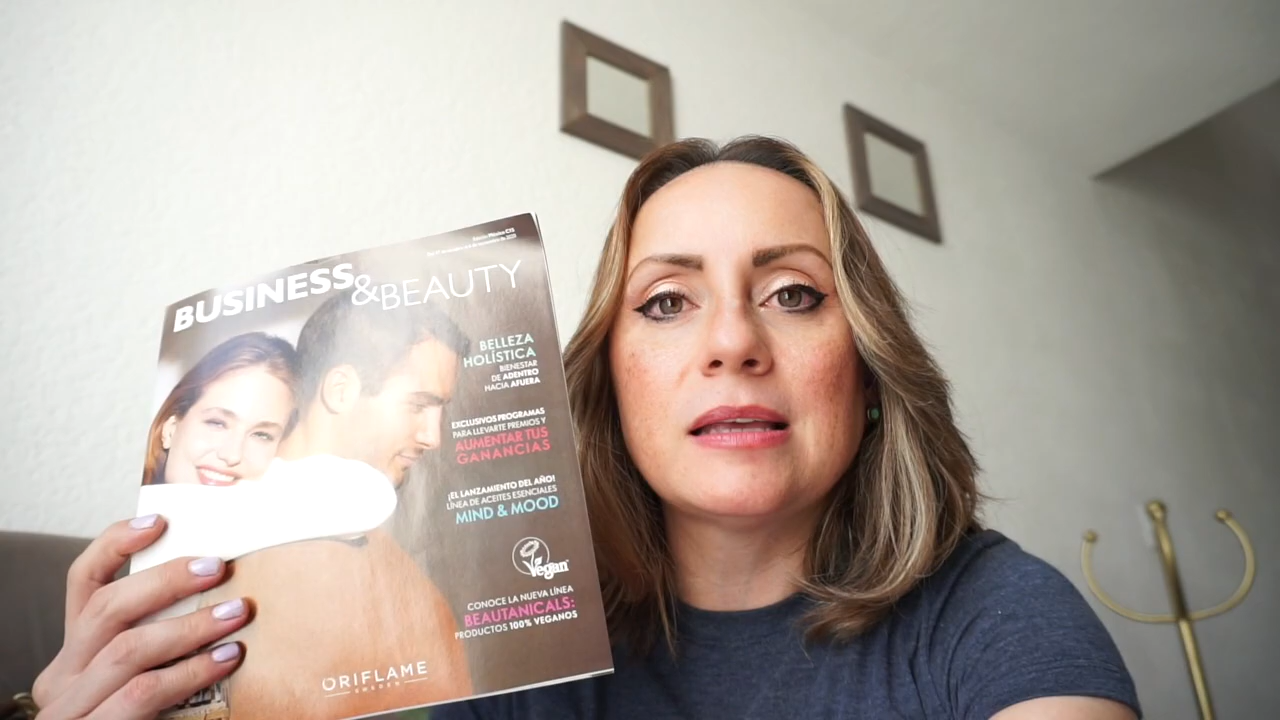 BUSINESS&BEAUTY
BELLEZA
HOLÍSTICA
BIENESTAR
DE ADENTRO
HACIA AFUERA
EXCLUSIVOS PROGRAMAS
PARA LLEVARTE PREMIOS Y
AUMENTAR TUS
GANANCIAS
¡EL LANZAMIENTO DEL AÑO!
LÍNEA DE ACEITES ESENCIALES
MIND & MOOD
Vegan
CONOCE LA NUEVA LÍNEA
BEAUTANICALS:
PRODUCTOS 100% VEGANOS
ORIFLAME
SWEDEN